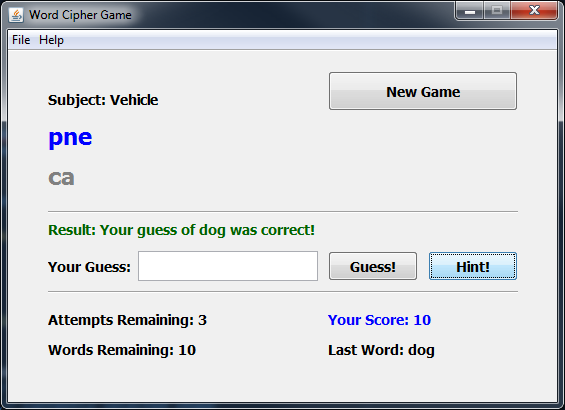 Word Cipher Game
File Help
Subject: Vehicle
New Game
pne
ca
Result: Your guess of dog was correct!
Your Guess:
Guess!
Hint!
Attempts Remaining: 3
Your Score: 10
Words Remaining: 10
Last Word: dog